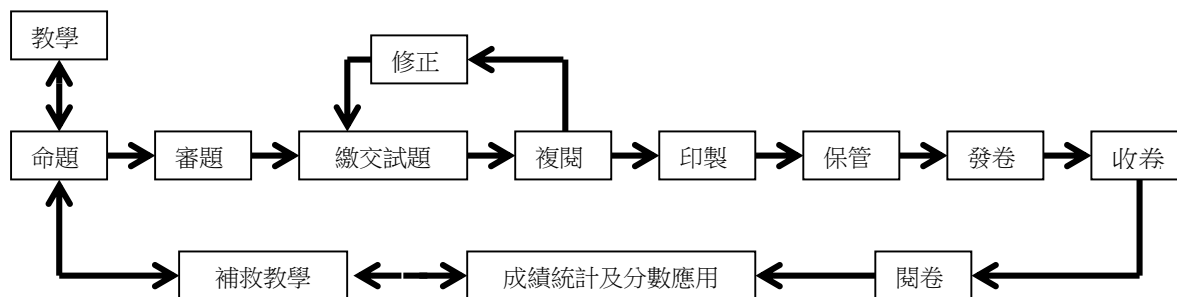 教學
修正
命題
審題
繳交試題
複閱
印製
保管
發卷
收卷
補救教學
成績統計及分數應用
閱卷